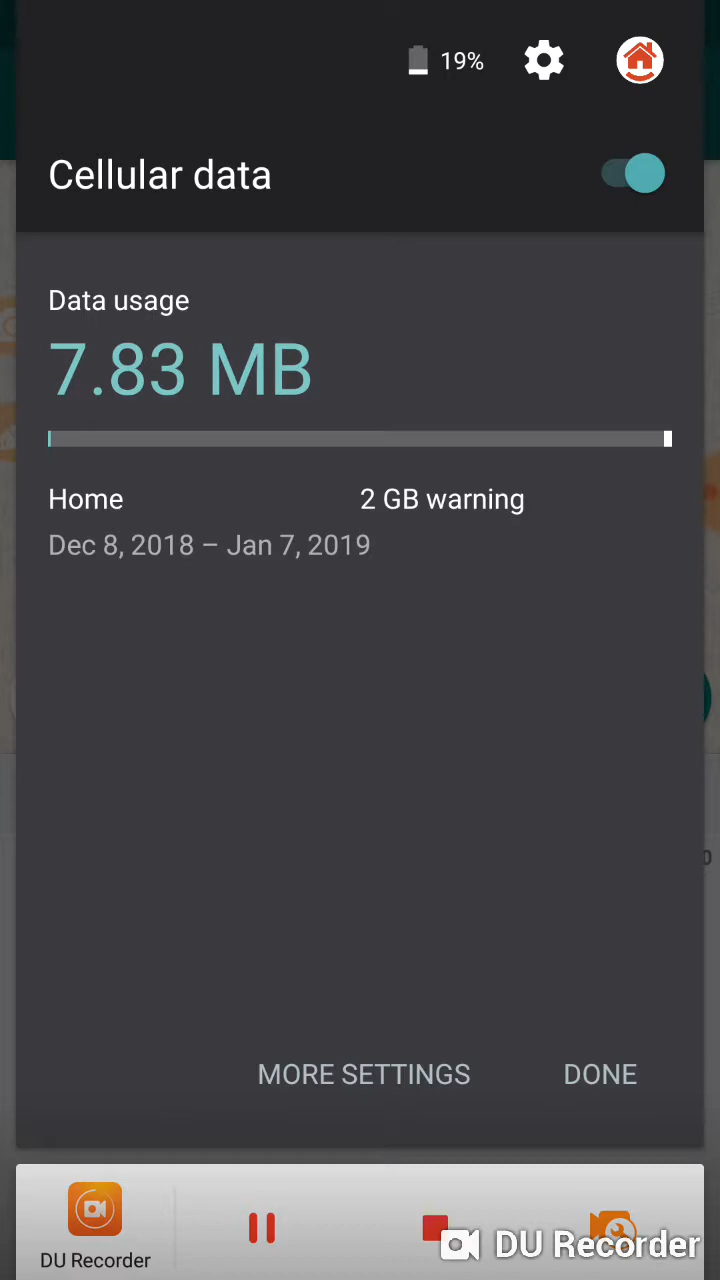 19%
Cellular data
Data usage
7.83 MB
Home 2 GB warning
Dec 8, 2018 – Jan 7, 2019
0
MORE SETTINGS DONE
DU Recorder
DU Recorder